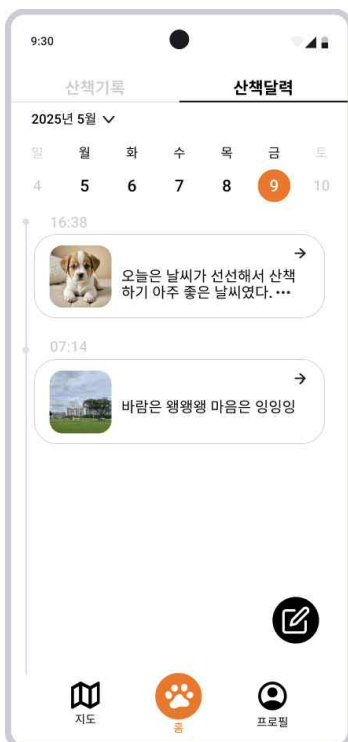 9:30
산책기록 산책달력
2025년 5월
일 월 화 수 목 금 토
4 5 6 7 8 9 10
16:38
오늘은 날씨가 선선해서 산책
하기 아주 좋은 날씨였다. •••
07:14
바람은 왱왱왱 마음은 잉잉잉
지도 홈 프로필